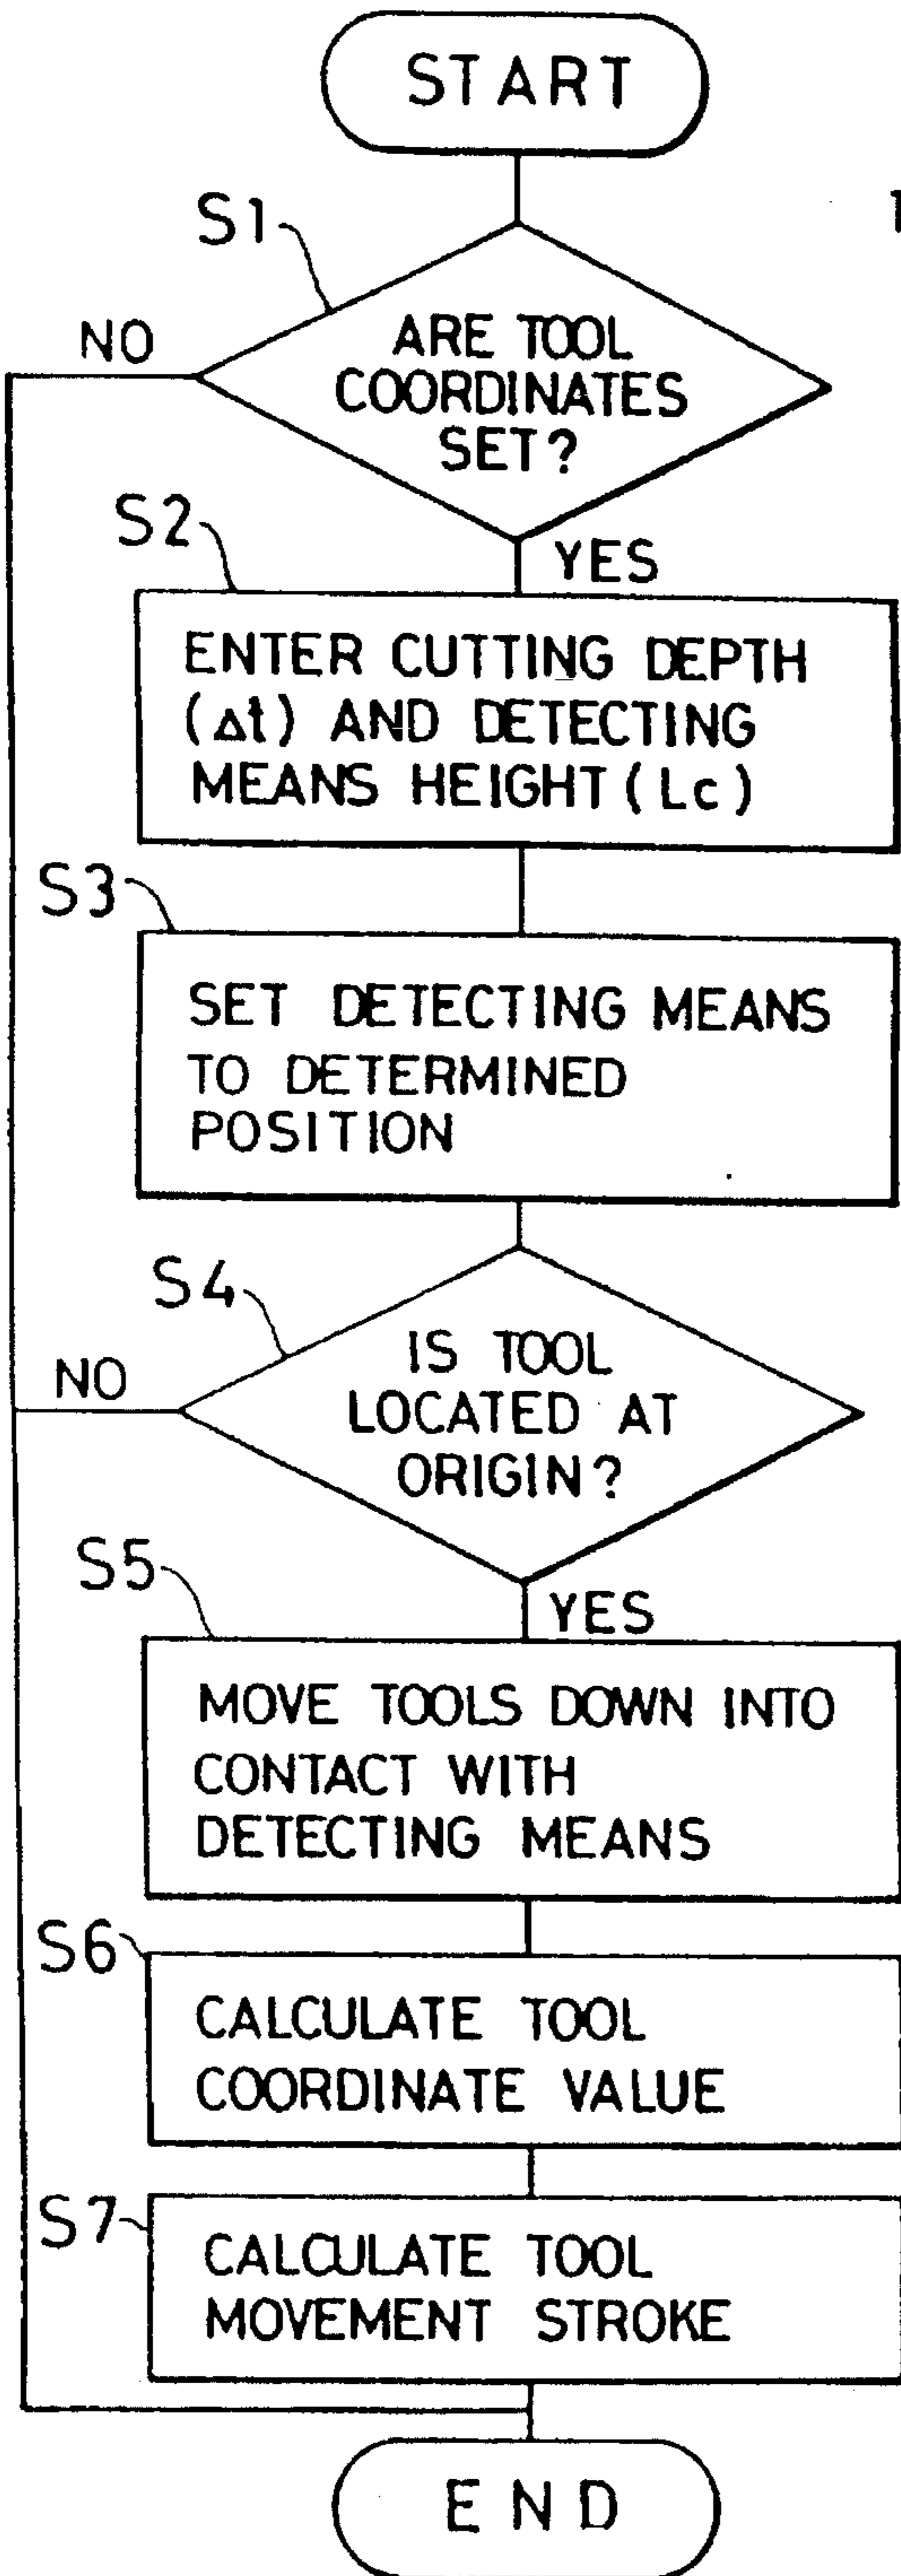 START
S1
NO
ARE TOOL
COORDINATES
SET?
S2
YES
ENTER CUTTING DEPTH
(Δt) AND DETECTING
MEANS HEIGHT (Lc)
S3
SET DETECTING MEANS
TO DETERMINED
POSITION
S4
NO
IS TOOL
LOCATED AT
ORIGIN?
S5
YES
MOVE TOOLS DOWN INTO
CONTACT WITH
DETECTING MEANS
S6
CALCULATE TOOL
COORDINATE VALUE
S7
CALCULATE TOOL
MOVEMENT STROKE
END